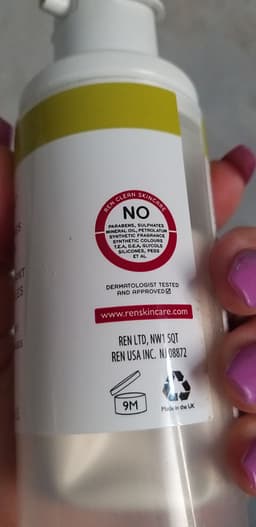 REN CLEAN SKINCARE
NO
PARABENS, SULPHATES
MINERAL OIL, PETROLATUM
SYNTHETIC FRAGRANCE
SYNTHETIC COLOURS
T.E.A, D.E.A, GLYCOLS
SILICONES, PEGS
ET AL
DERMATOLOGIST TESTED
AND APPROVED☑
www.renskincare.com
REN LTD, NW1 5QT
REN USA INC. NJ 08872
9M
Made in the UK